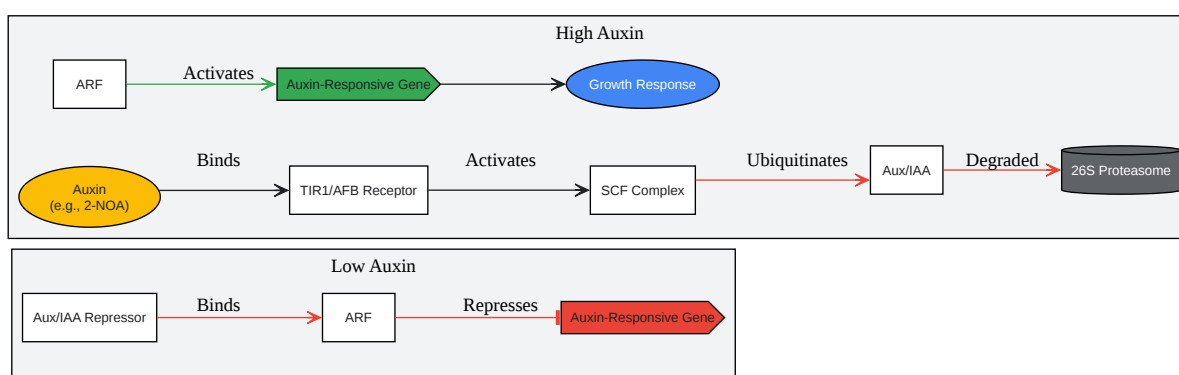 High Auxin
ARF
Activates
Auxin-Responsive Gene
Growth Response
Auxin
(e.g., 2-NOA)
Binds
TIR1/AFB Receptor
Activates
SCF Complex
Ubiquitinates
Aux/IAA
Degraded
26S Proteasome
Low Auxin
Aux/IAA Repressor
Binds
ARF
Represses
Auxin-Responsive Gene